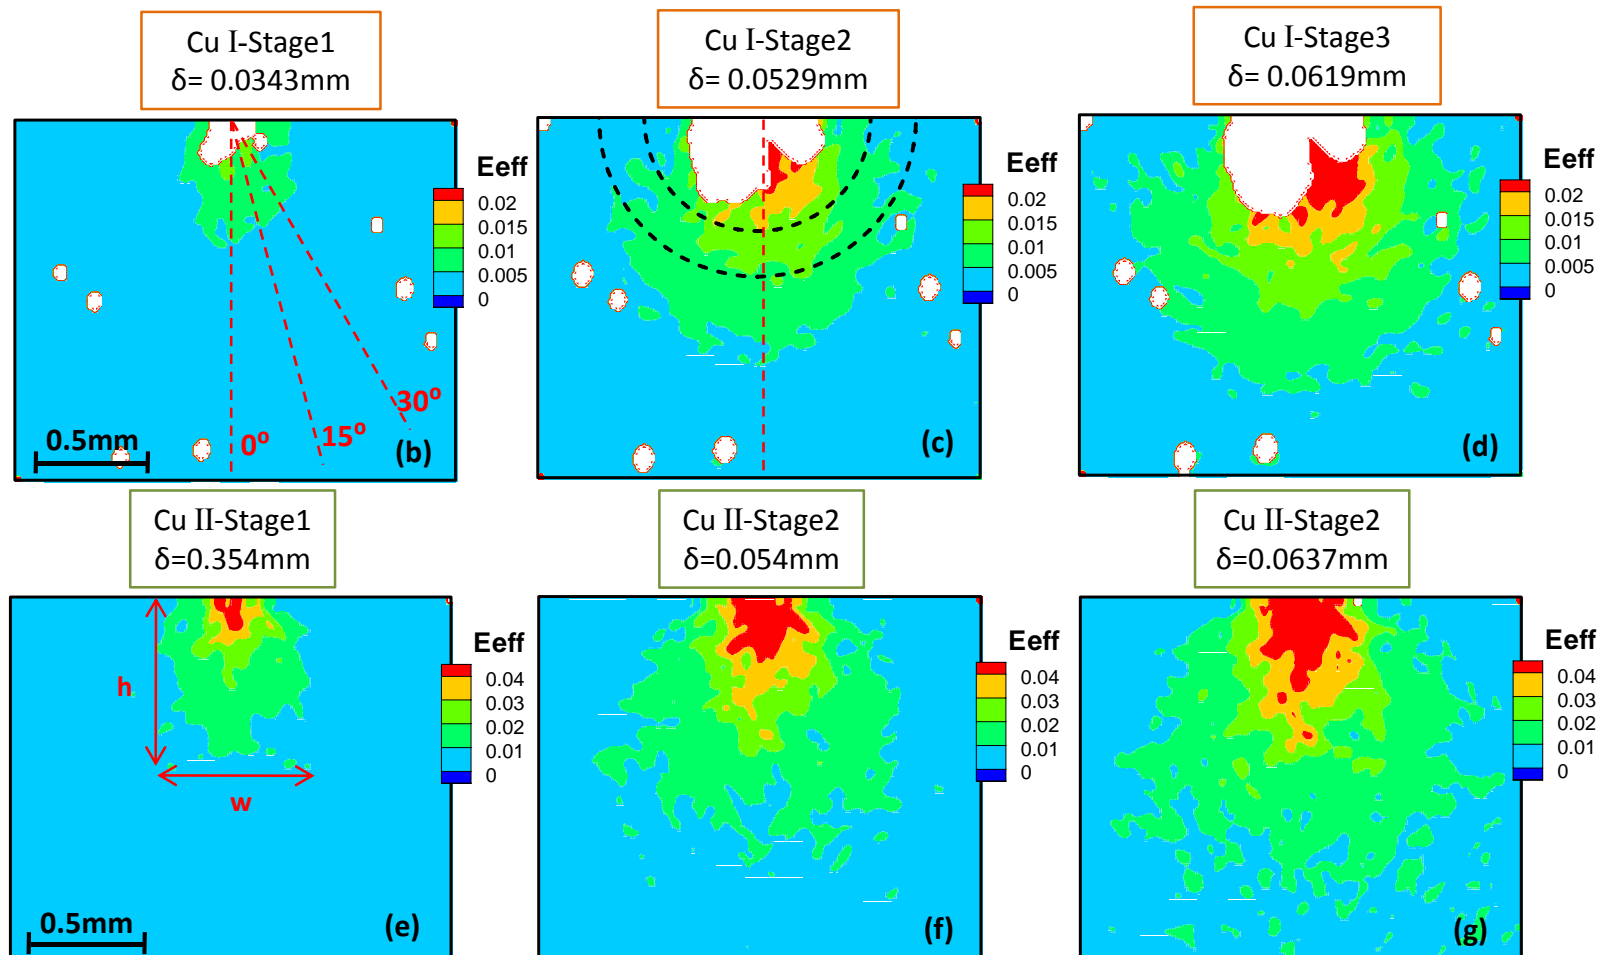 Cu I-Stage1
δ= 0.0343mm
Cu I-Stage2
δ= 0.0529mm
Cu I-Stage3
δ= 0.0619mm
Eeff
0.02
0.015
0.01
0.005
0
0.5mm
0º
15º
30º
(b)
Eeff
0.02
0.015
0.01
0.005
0
(c)
Eeff
0.02
0.015
0.01
0.005
0
(d)
Cu II-Stage1
δ=0.354mm
Cu II-Stage2
δ=0.054mm
Cu II-Stage2
δ=0.0637mm
h
w
Eeff
0.04
0.03
0.02
0.01
0
0.5mm
(e)
Eeff
0.04
0.03
0.02
0.01
0
(f)
Eeff
0.04
0.03
0.02
0.01
0
(g)